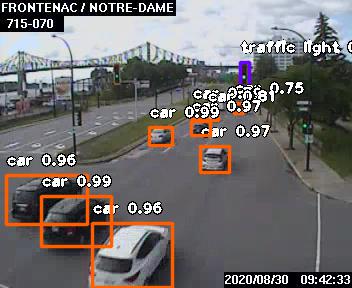 FRONTENAC / NOTRE-DAME
715-070
traffic light
0.75
car 0.99
0.97
car 0.97
car 0.96
car 0.99
car 0.96
2020/08/30 09:42:33